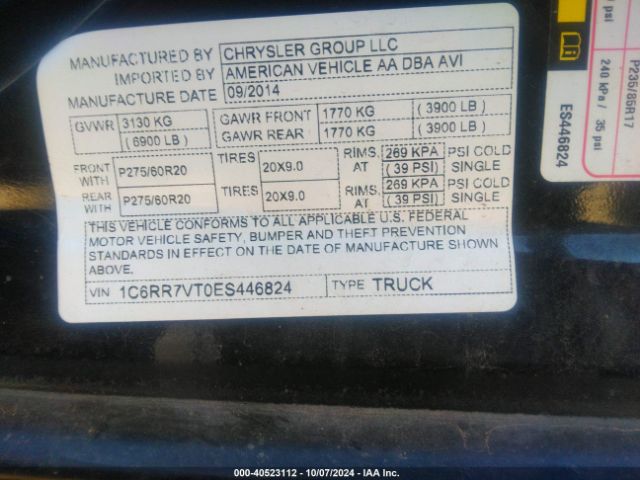 MANUFACTURED BY CHRYSLER GROUP LLC
IMPORTED BY AMERICAN VEHICLE AA DBA AVI
MANUFACTURE DATE 09/2014
GVWR 3130 KG
(6900 LB)
GAWR FRONT 1770 KG (3900 LB)
GAWR REAR 1770 KG (3900 LB)
FRONT WITH P275/60R20 TIRES 20X9.0 RIMS, AT 269 KPA (39 PSI) PSI COLD SINGLE
REAR WITH P275/60R20 TIRES 20X9.0 RIMS. AT 269 KPA (39 PSI) PSI COLD SINGLE
THIS VEHICLE CONFORMS TO ALL APPLICABLE U.S. FEDERAL
MOTOR VEHICLE SAFETY, BUMPER AND THEFT PREVENTION
STANDARDS IN EFFECT ON THE DATE OF MANUFACTURE SHOWN
ABOVE.
VIN 1C6RR7VT0ES446824 TYPE TRUCK
psi
P235/85R17
240 kPa / 35 psi
ES446824
000-40523112 - 10/07/2024 - IAA Inc.